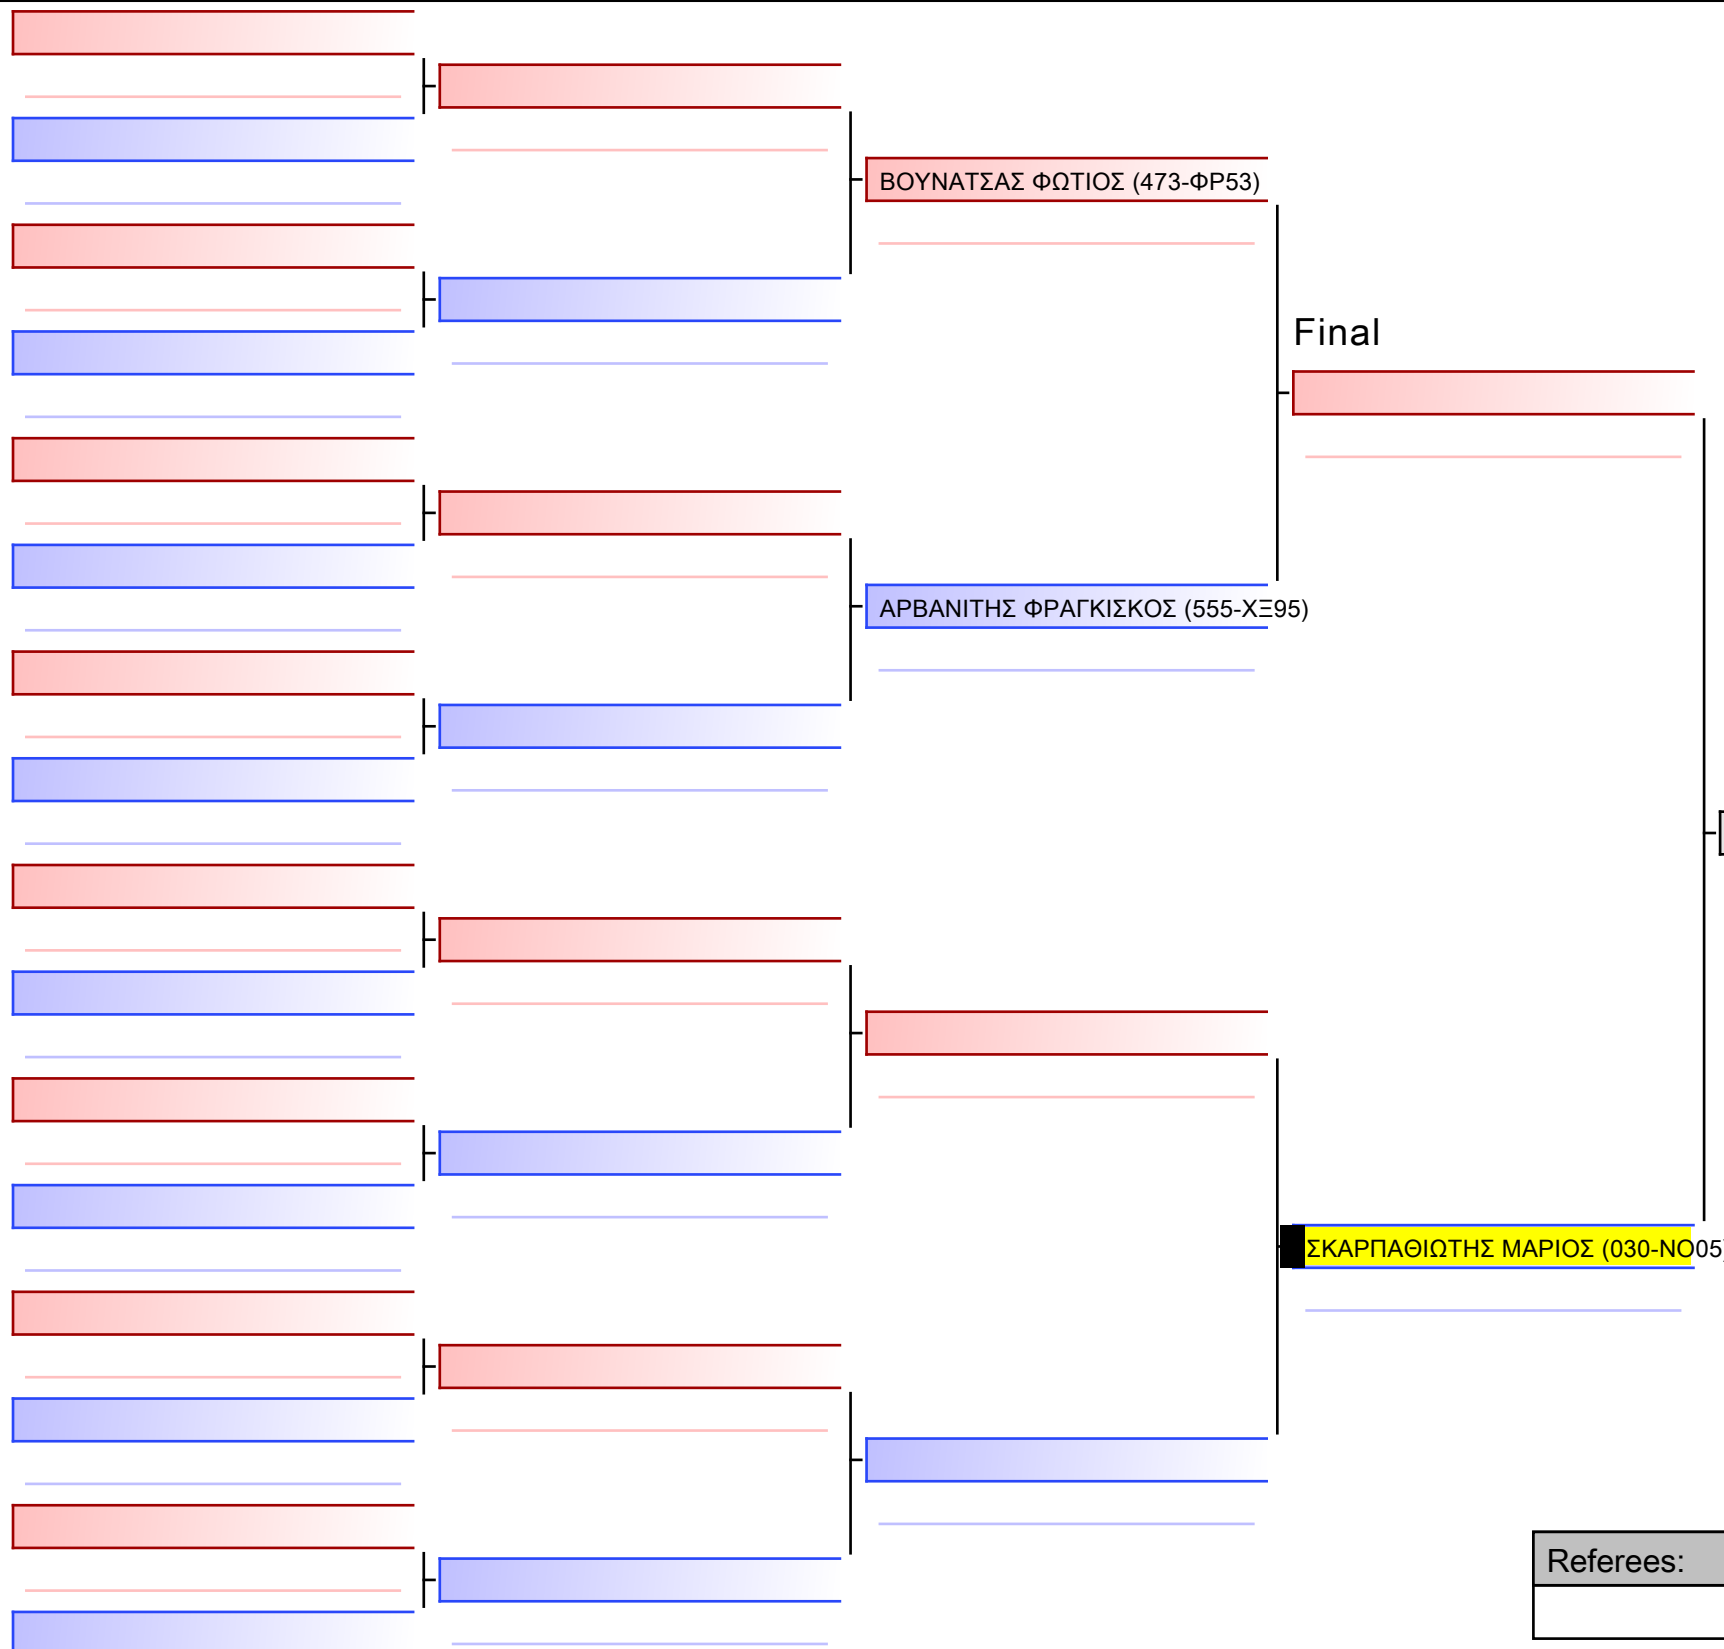 ΒΟΥΝΑΤΣΑΣ ΦΩΤΙΟΣ (473-ΦΡ53)
Final
ΑΡΒΑΝΙΤΗΣ ΦΡΑΓΚΙΣΚΟΣ (555-ΧΞ95)
ΣΚΑΡΠΑΘΙΩΤΗΣ ΜΑΡΙΟΣ (030-ΝΟ05)
Referees: